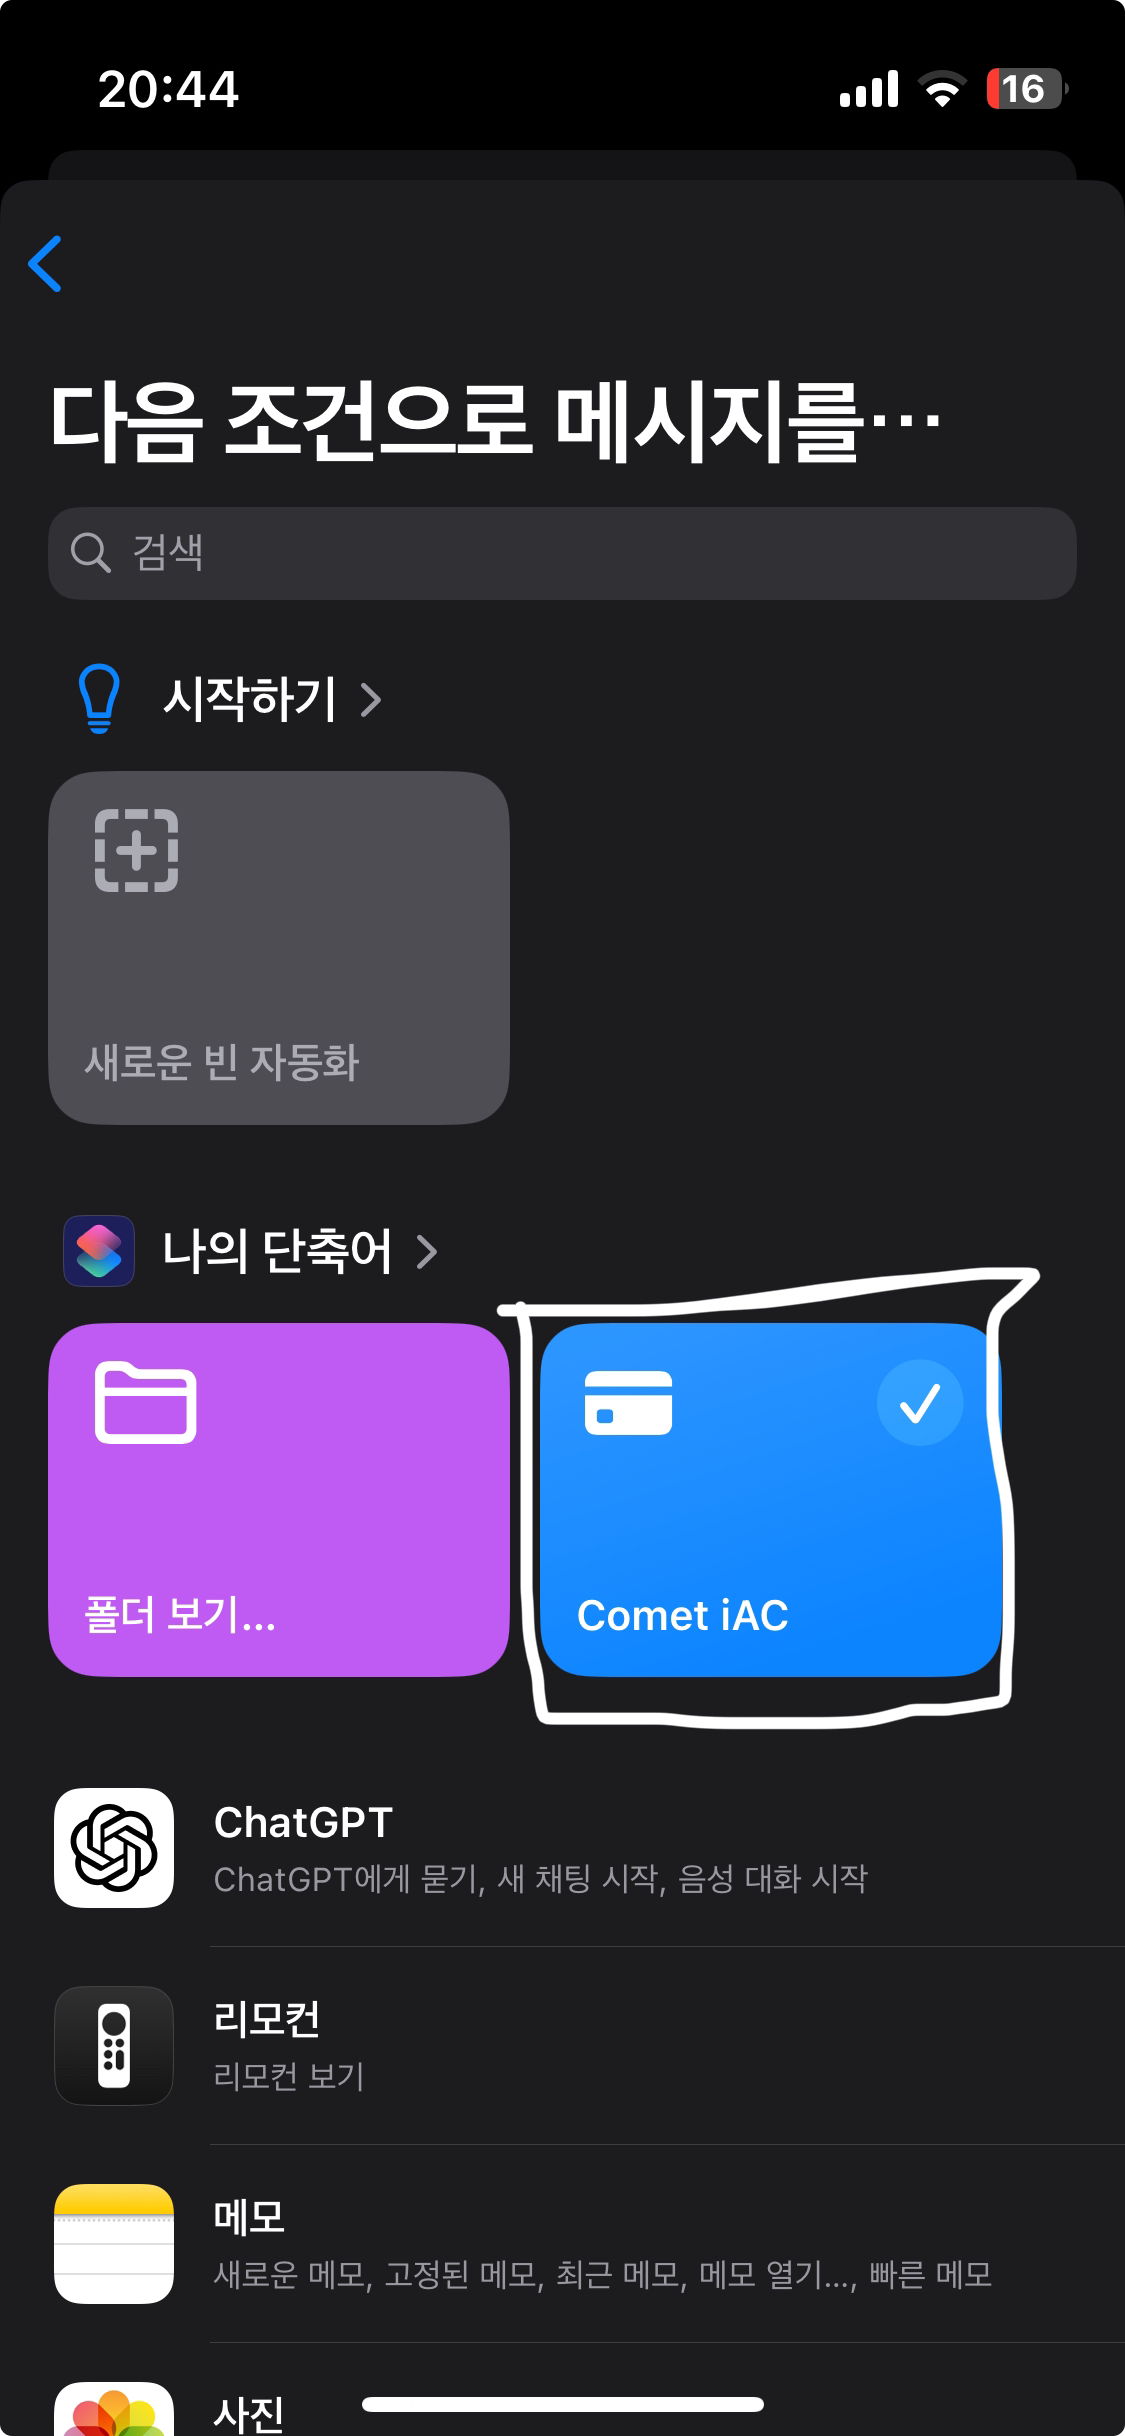 20:44
16
다음 조건으로 메시지를…
검색
시작하기
새로운 빈 자동화
나의 단축어
폴더 보기...
Comet iAC
ChatGPT
ChatGPT에게 묻기, 새 채팅 시작, 음성 대화 시작
리모컨
리모컨 보기
메모
새로운 메모, 고정된 메모, 최근 메모, 메모 열기..., 빠른 메모
사진